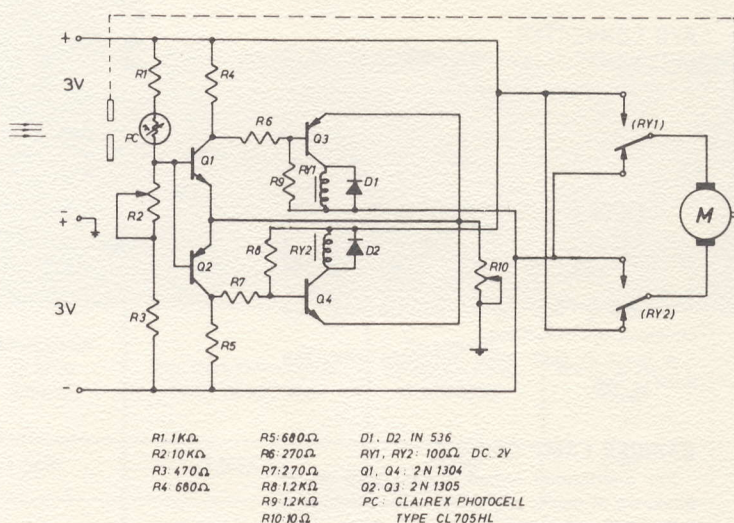 +
3V
R1
R4
PC
R6
Q1
R9
RY1
Q3
D1
(RY1)
R2
M
R8
RY2
D2
Q2
R7
Q4
R10
3V
R3
R5
(RY2)
-
R1 1KΩ
R2: 10KΩ
R3: 470Ω
R4: 680Ω
R5: 680Ω
R6: 270Ω
R7: 270Ω
R8: 1.2KΩ
R9: 1.2KΩ
R10: 10Ω
D1, D2 IN 536
RY1, RY2: 100Ω DC 2V
Q1, Q4: 2N 1304
Q2, Q3: 2N 1305
PC: CLAIREX PHOTOCELL
TYPE CL705HL